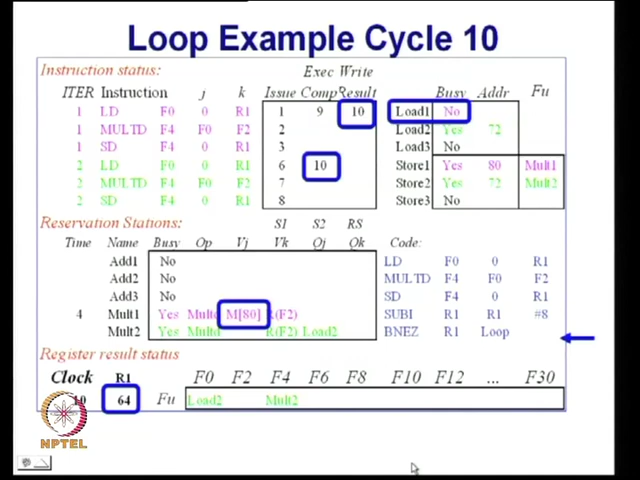 Loop Example Cycle 10
Instruction status:
Exec Write
ITER Instruction j k Issue Comp Result Busy Addr Fu
1 LD F0 0 R1 1 9 10 Load1 No
1 MULTD F4 F0 F2 2 Load2 Yes 72
1 SD F4 0 R1 3 Load3 No
2 LD F0 0 R1 6 10 Store1 Yes 80 Mult1
2 MULTD F4 F0 F2 7 Store2 Yes 72 Mult2
2 SD F4 0 R1 8 Store3 No
Reservation Stations: S1 S2 RS
Time Name Busy Op Vj Vk Qj Qk Code:
Add1 No LD F0 0 R1
Add2 No MULTD F4 F0 F2
Add3 No SD F4 0 R1
4 Mult1 Yes Multd M[80] R(F2) SUBI R1 R1 #8
Mult2 Yes Multd R(F2) Load2 BNEZ R1 Loop
Register result status
Clock R1 F0 F2 F4 F6 F8 F10 F12 ... F30
10 64 Fu Load2 Mult2
NPTEL